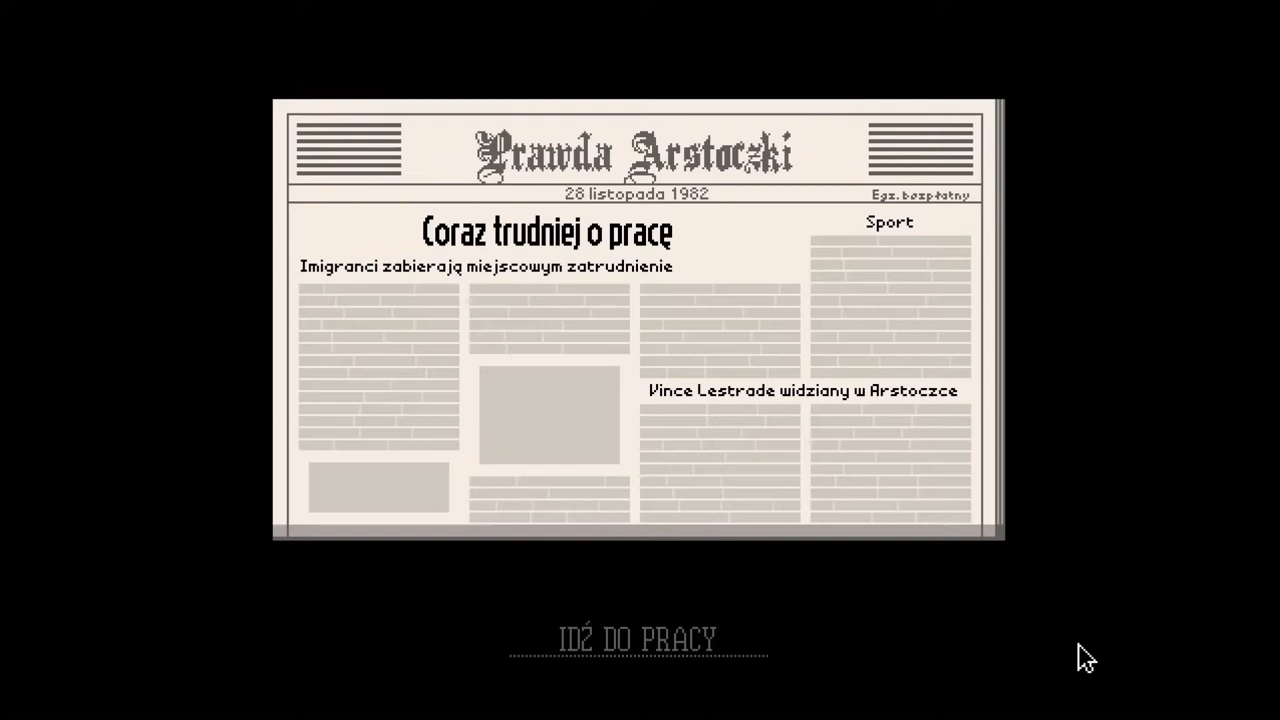 Prawda Arstoczki
28 listopada 1982
Egz. bezpłatny
Coraz trudniej o pracę
Imigranci zabierają miejscowym zatrudnienie
Sport
Vince Lestrade widziany w Arstoczce
IDŹ DO PRACY